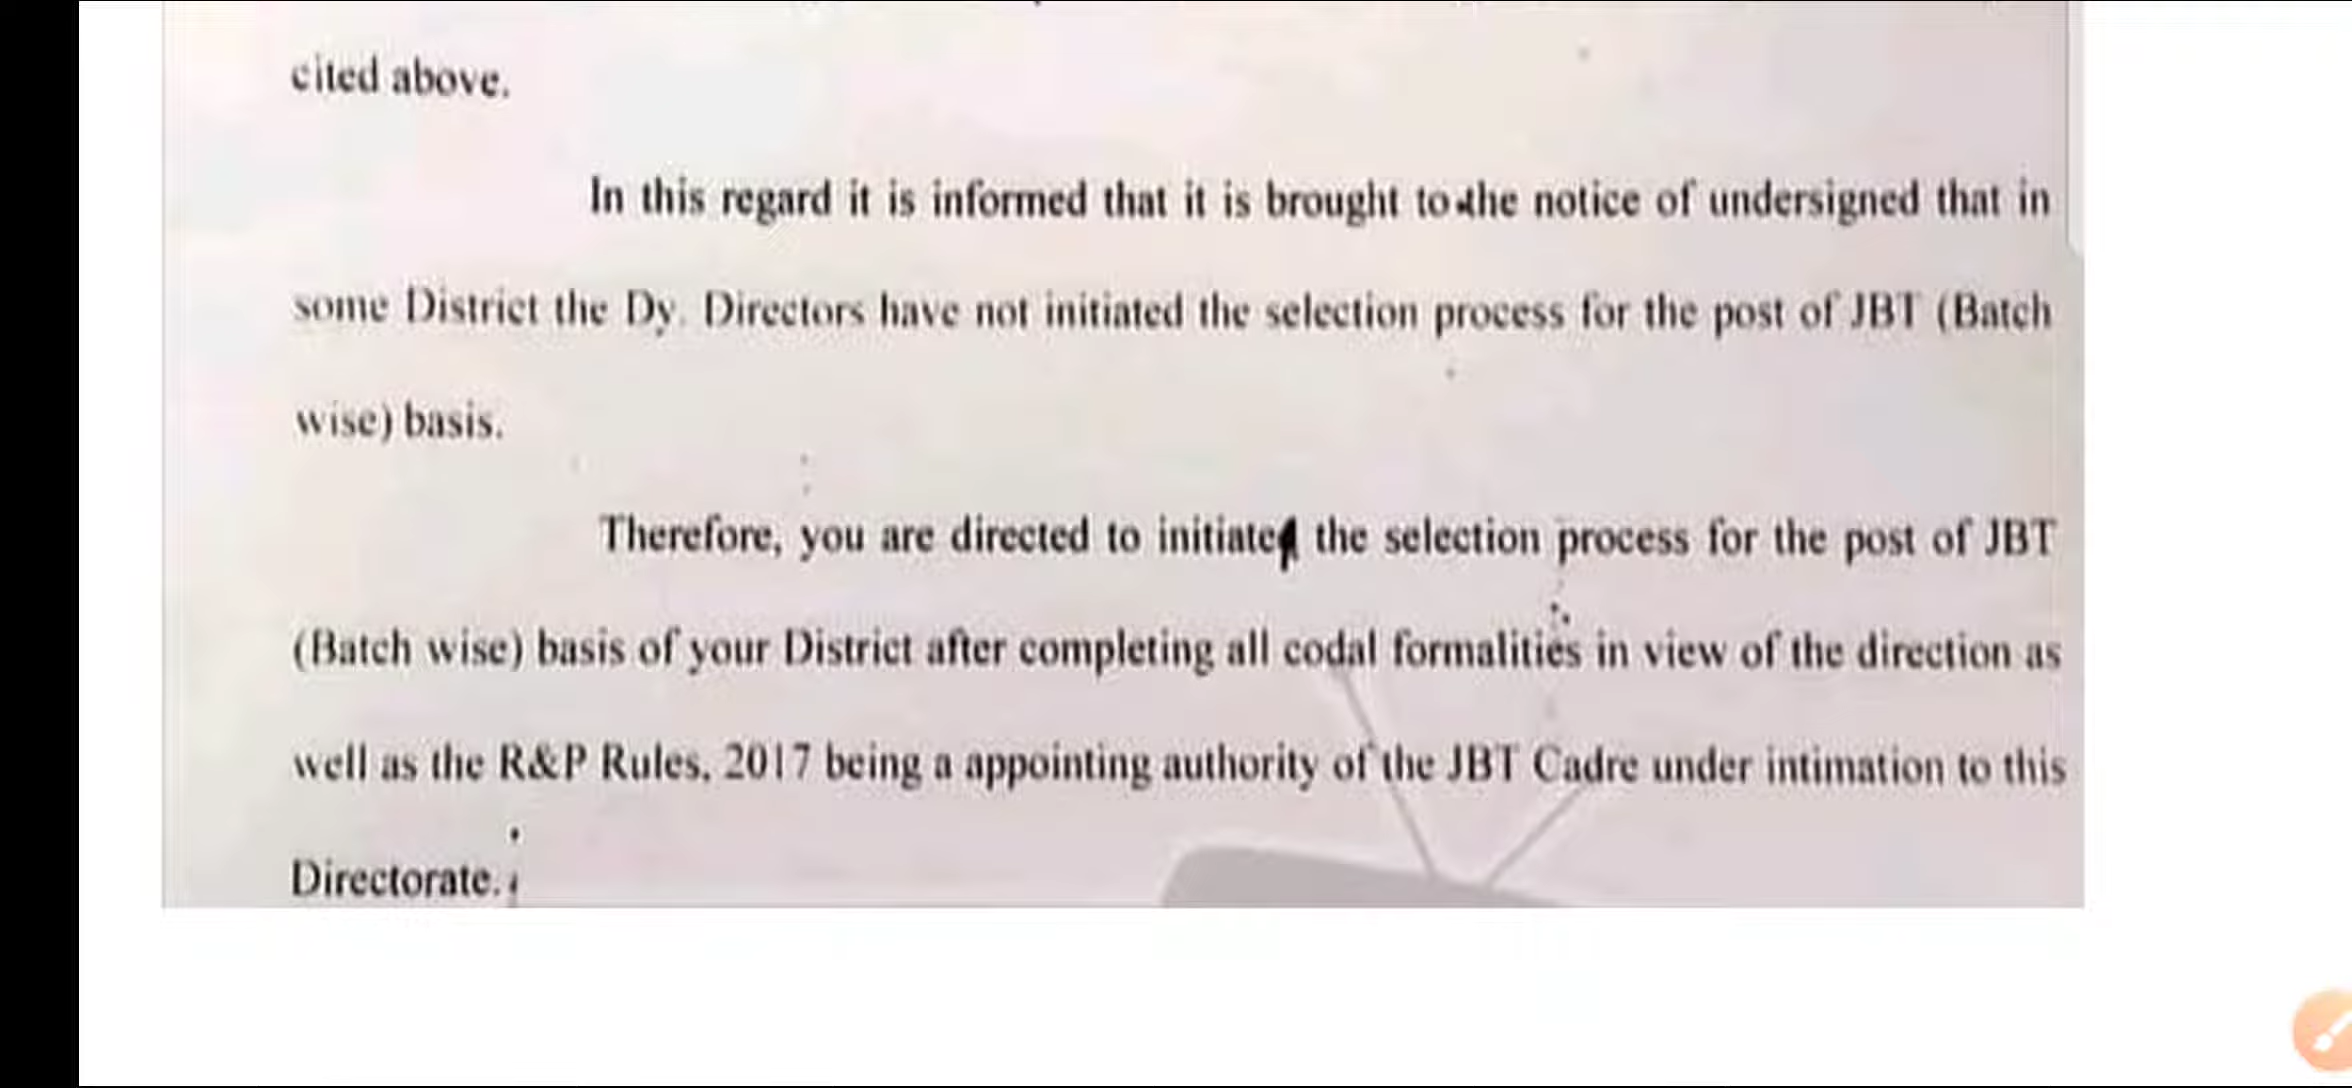 cited above.
In this regard it is informed that it is brought to the notice of undersigned that in
some District the Dy. Directors have not initiated the selection process for the post of JBT (Batch
wise) basis.
Therefore, you are directed to initiate the selection process for the post of JBT
(Batch wise) basis of your District after completing all codal formalities in view of the direction as
well as the R&P Rules, 2017 being a appointing authority of the JBT Cadre under intimation to this
Directorate.